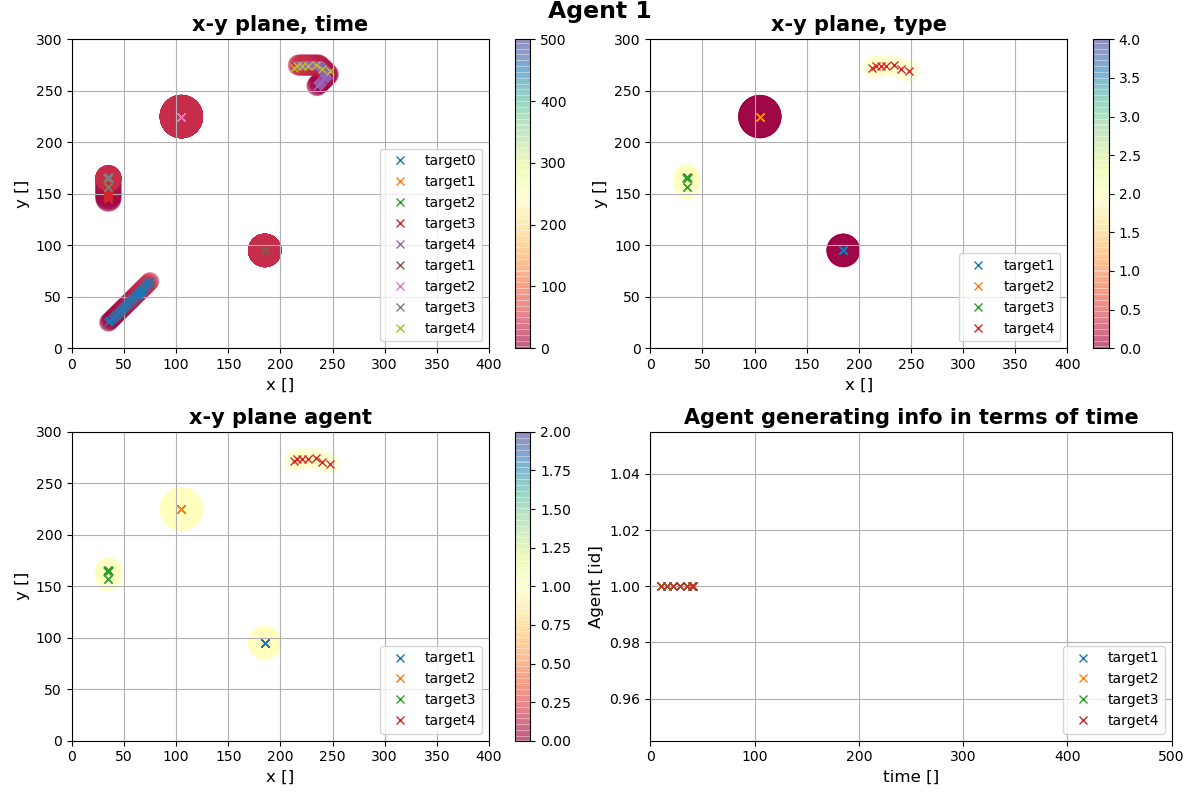 Agent 1
x-y plane, time
300
250
200
150
100
50
0
y []
0 50 100 150 200 250 300 350 400
x []
target0
target1
target2
target3
target4
target1
target2
target3
target4
500
400
300
200
100
0
x-y plane, type
300
250
200
150
100
50
0
y []
0 50 100 150 200 250 300 350 400
x []
target1
target2
target3
target4
4.0
3.5
3.0
2.5
2.0
1.5
1.0
0.5
0.0
x-y plane agent
300
250
200
150
100
50
0
y []
0 50 100 150 200 250 300 350 400
x []
target1
target2
target3
target4
2.00
1.75
1.50
1.25
1.00
0.75
0.50
0.25
0.00
Agent generating info in terms of time
1.04
1.02
1.00
0.98
0.96
Agent [id]
0 100 200 300 400 500
time []
target1
target2
target3
target4